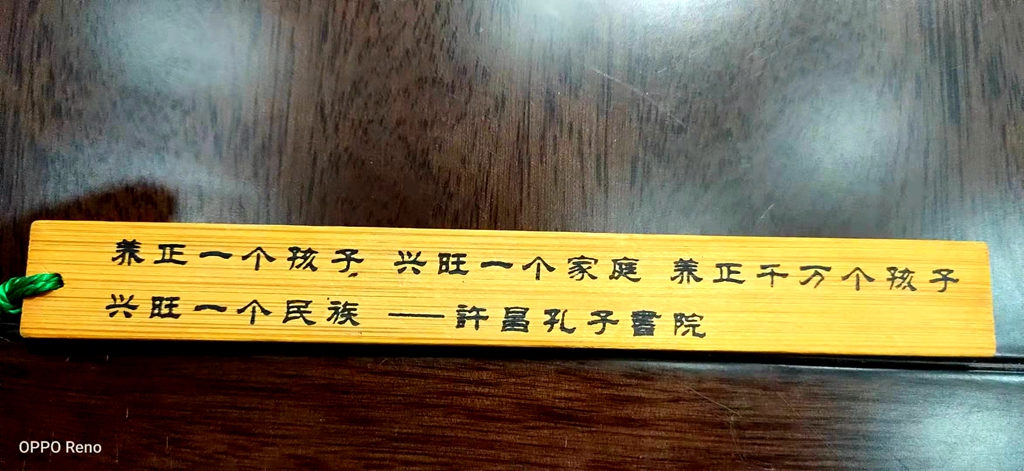 养正一个孩子 兴旺一个家庭 养正千万个孩子
兴旺一个民族 ——許昌孔子書院
OPPO Reno